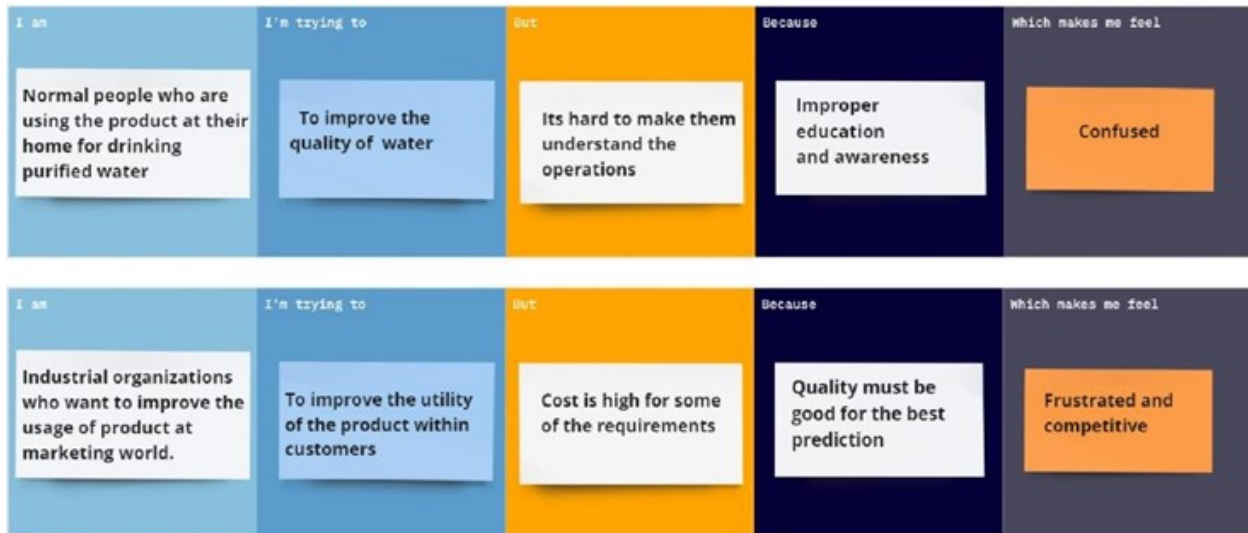 I am
Normal people who are
using the product at their
home for drinking
purified water
I'm trying to
To improve the
quality of water
But
Its hard to make them
understand the
operations
Because
Improper
education
and awareness
Which makes me feel
Confused
I am
Industrial organizations
who want to improve the
usage of product at
marketing world.
I'm trying to
To improve the utility
of the product within
customers
But
Cost is high for some
of the requirements
Because
Quality must be
good for the best
prediction
Which makes me feel
Frustrated and
competitive